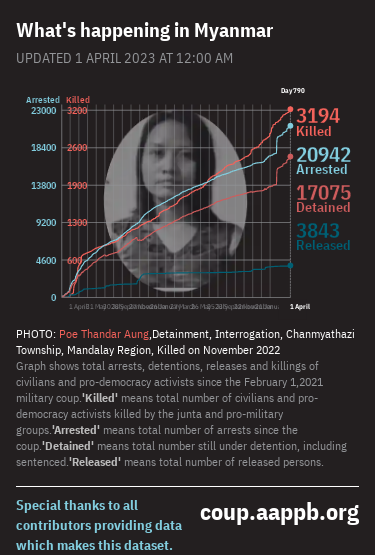 What's happening in Myanmar
UPDATED 1 APRIL 2023 AT 12:00 AM
Day790
Arrested Killed
23000 3200
3194
Killed
18400 2600
20942
Arrested
13800 1900
17075
Detained
9200 1300
3843
Released
4600 600
0
1 April
1 April
PHOTO: Poe Thandar Aung,Detainment, Interrogation, Chanmyathazi
Township, Mandalay Region, Killed on November 2022
Graph shows total arrests, detentions, releases and killings of
civilians and pro-democracy activists since the February 1,2021
military coup.'Killed' means total number of civilians and pro-
democracy activists killed by the junta and pro-military
groups.'Arrested' means total number of arrests since the
coup.'Detained' means total number still under detention, including
sentenced.'Released' means total number of released persons.
Special thanks to all
contributors providing data
which makes this dataset.
coup.aappb.org